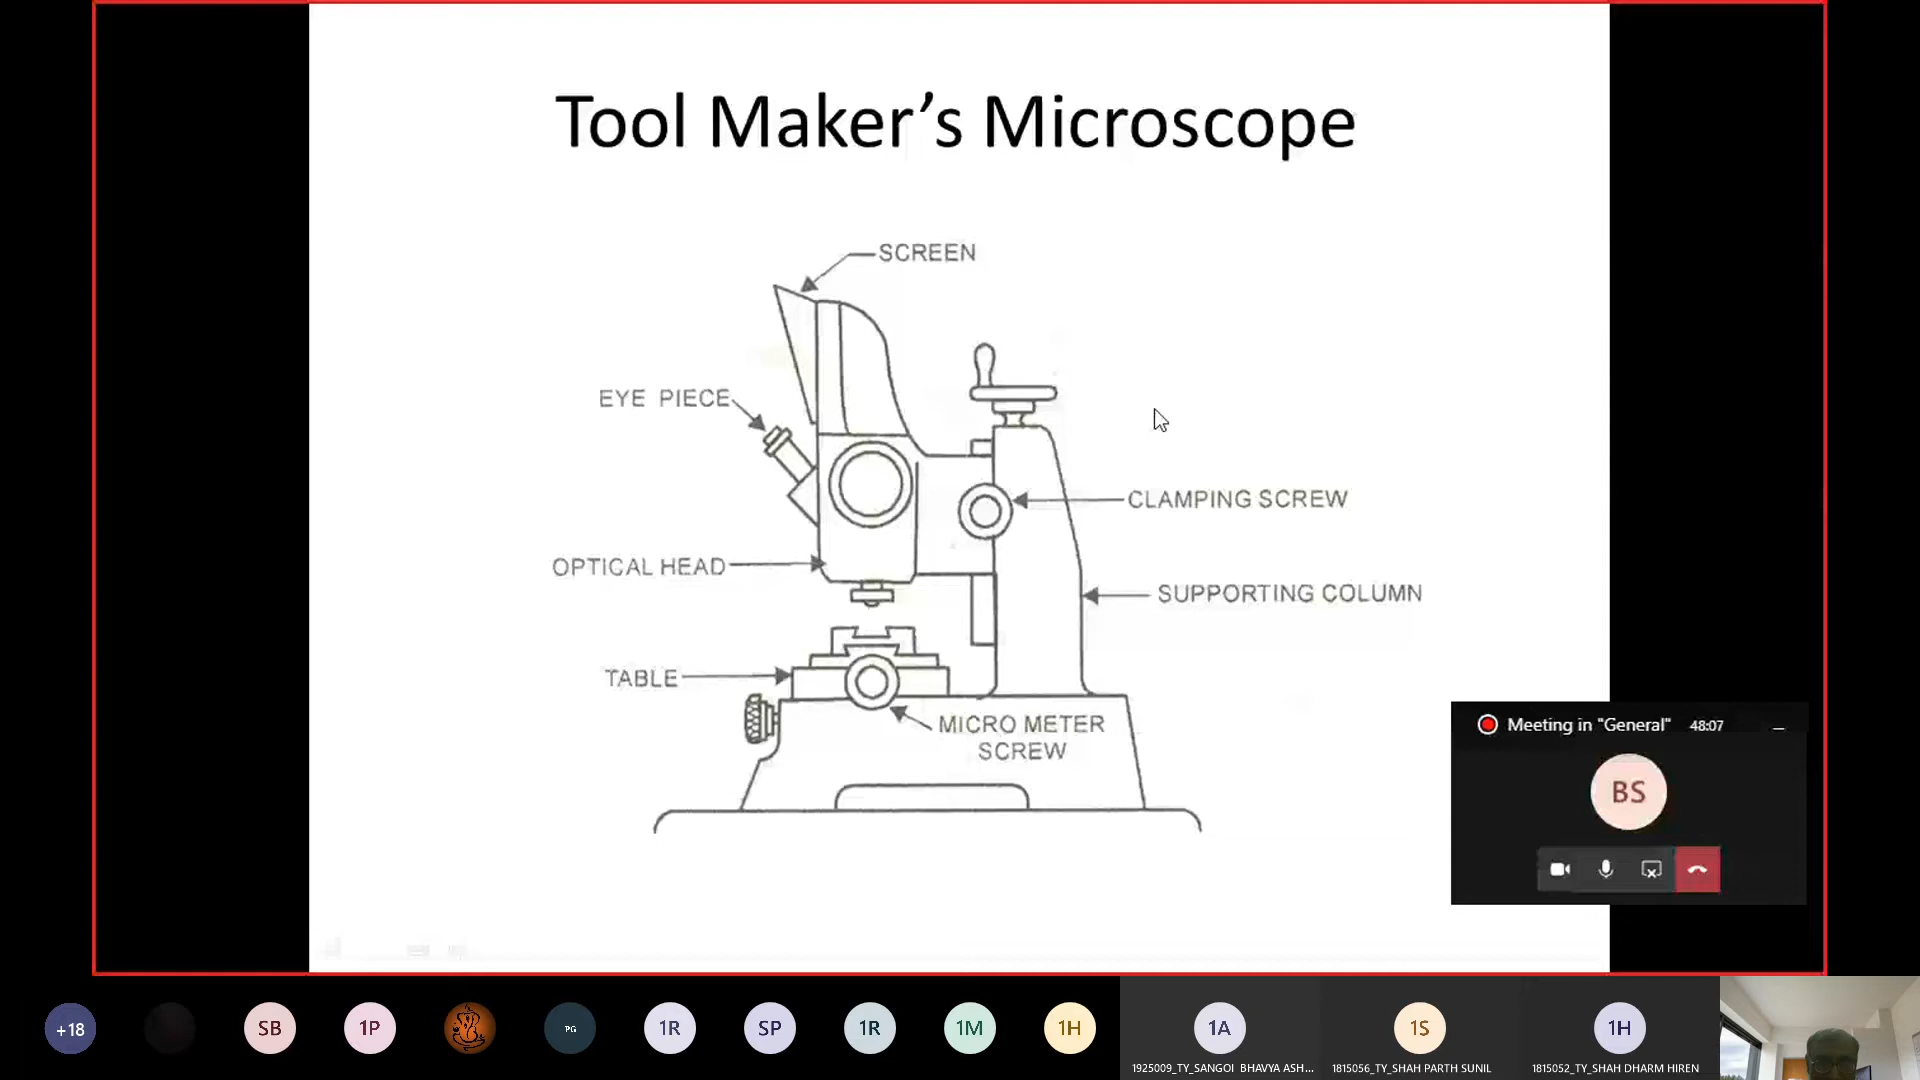 Tool Maker’s Microscope
SCREEN
EYE PIECE
CLAMPING SCREW
OPTICAL HEAD
SUPPORTING COLUMN
TABLE
MICRO METER
SCREW
Meeting in "General" 48:07
BS
+18
SB
1P
PG
1R
SP
1R
1M
1H
1A
1S
1H
1925009_TY_SANGOI BHAVYA ASH...
1815056_TY_SHAH PARTH SUNIL
1815052_TY_SHAH DHARM HIREN